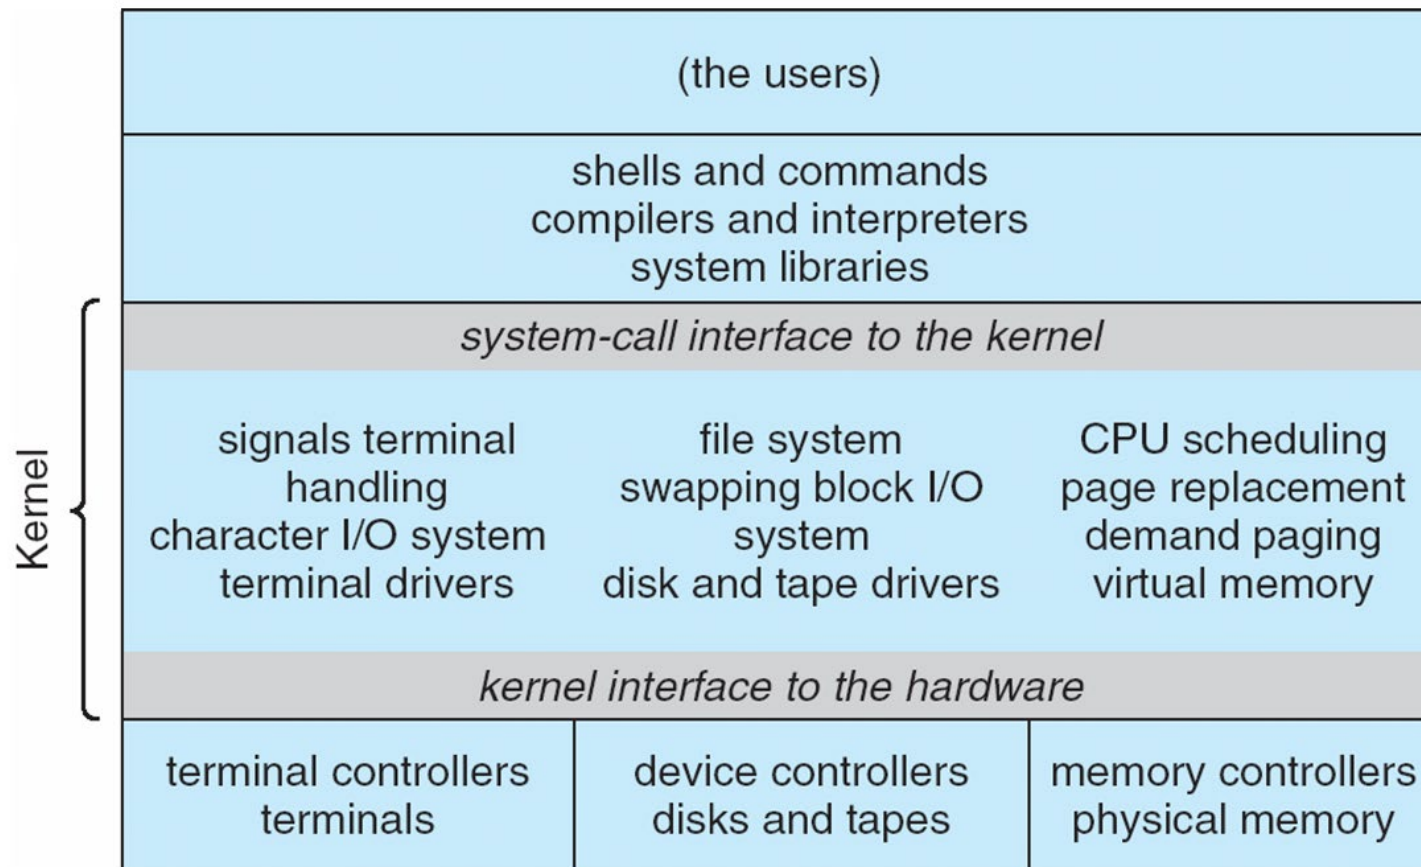 (the users)
shells and commands
compilers and interpreters
system libraries
Kernel
system-call interface to the kernel
signals terminal
handling
character I/O system
terminal drivers
file system
swapping block I/O
system
disk and tape drivers
CPU scheduling
page replacement
demand paging
virtual memory
kernel interface to the hardware
terminal controllers
terminals
device controllers
disks and tapes
memory controllers
physical memory